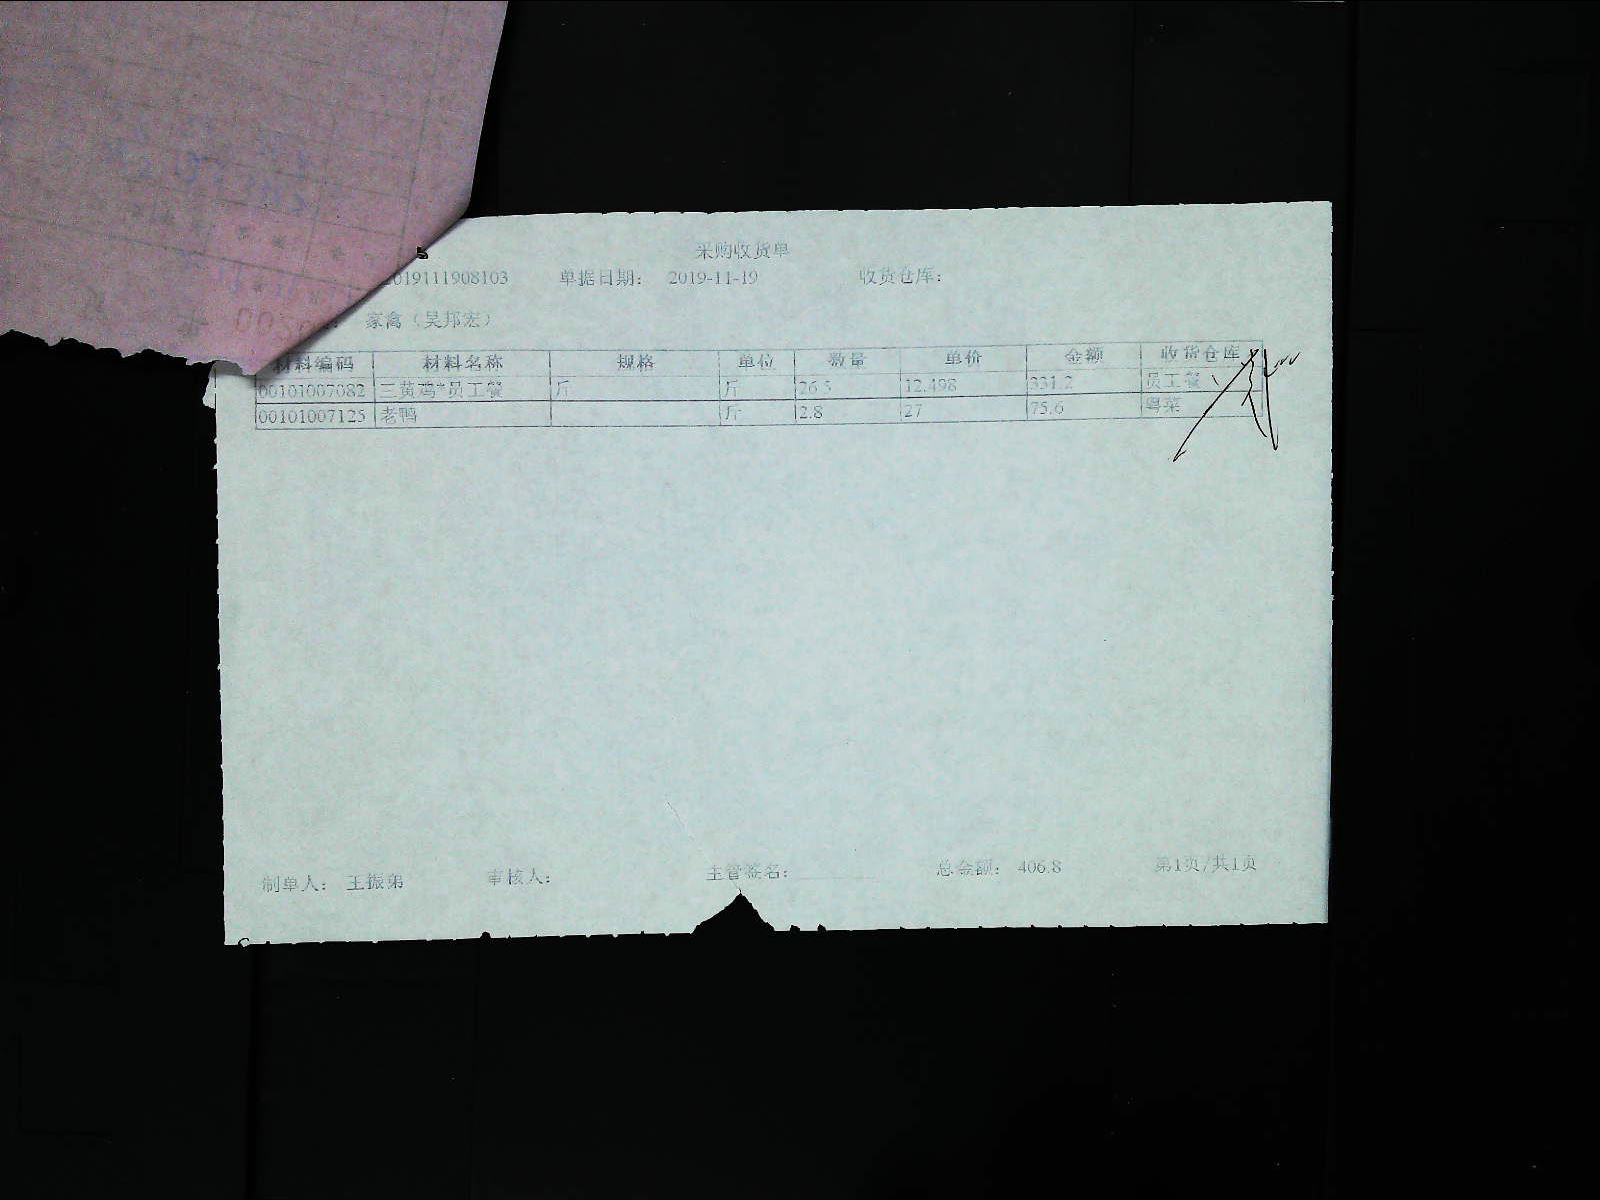 采购收货单
019111908103 单据日期： 2019-11-19 收货仓库：
家禽（吴邦宏）
材料编码 材料名称 规格 单位 数量 单价 金额 收货仓库
00101007082 三黄鸡*员工餐 斤 斤 26.5 12.498 331.2 员工餐
00101007125 老鸭 斤 2.8 27 75.6 粤菜
制单人： 王振弟 审核人： 主管签名： 总金额： 406.8 第1页/共1页